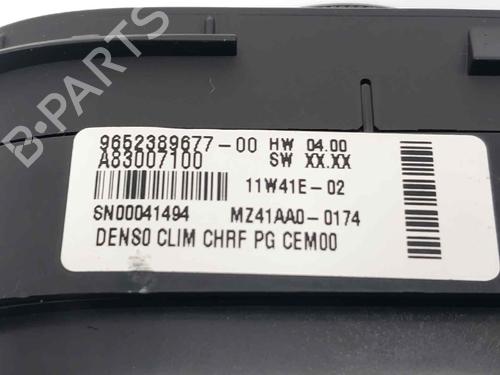 B-PARTS
9652389677-00 HW 04.00
A83007100 SW XX.XX
11W41E-02
SN00041494 MZ41AA0-0174
DENSO CLIM CHRF PG CEM00